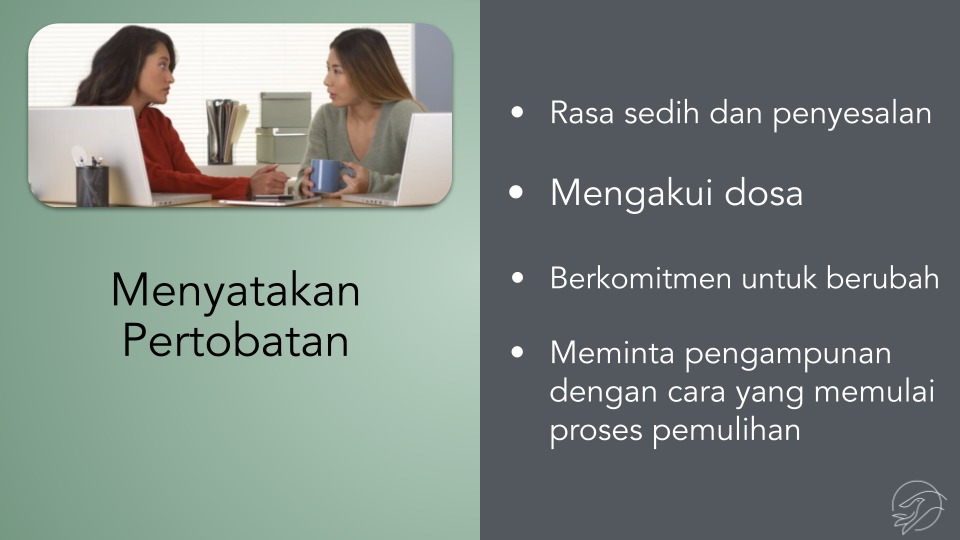 Menyatakan
Pertobatan
• Rasa sedih dan penyesalan
• Mengakui dosa
• Berkomitmen untuk berubah
• Meminta pengampunan
dengan cara yang memulai
proses pemulihan